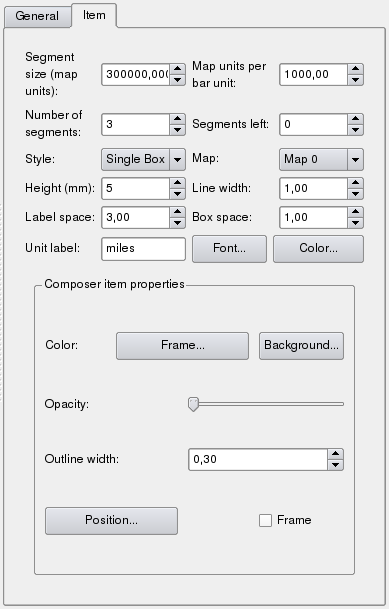 General
Item
Segment
size (map
units):
300000,00
Map units per
bar unit:
1000,00
Number of
segments:
3
Segments left:
0
Style:
Single Box
Map:
Map 0
Height (mm):
5
Line width:
1,00
Label space:
3,00
Box space:
1,00
Unit label:
miles
Font...
Color...
Composer item properties
Color:
Frame...
Background...
Opacity:
Outline width:
0,30
Position...
Frame